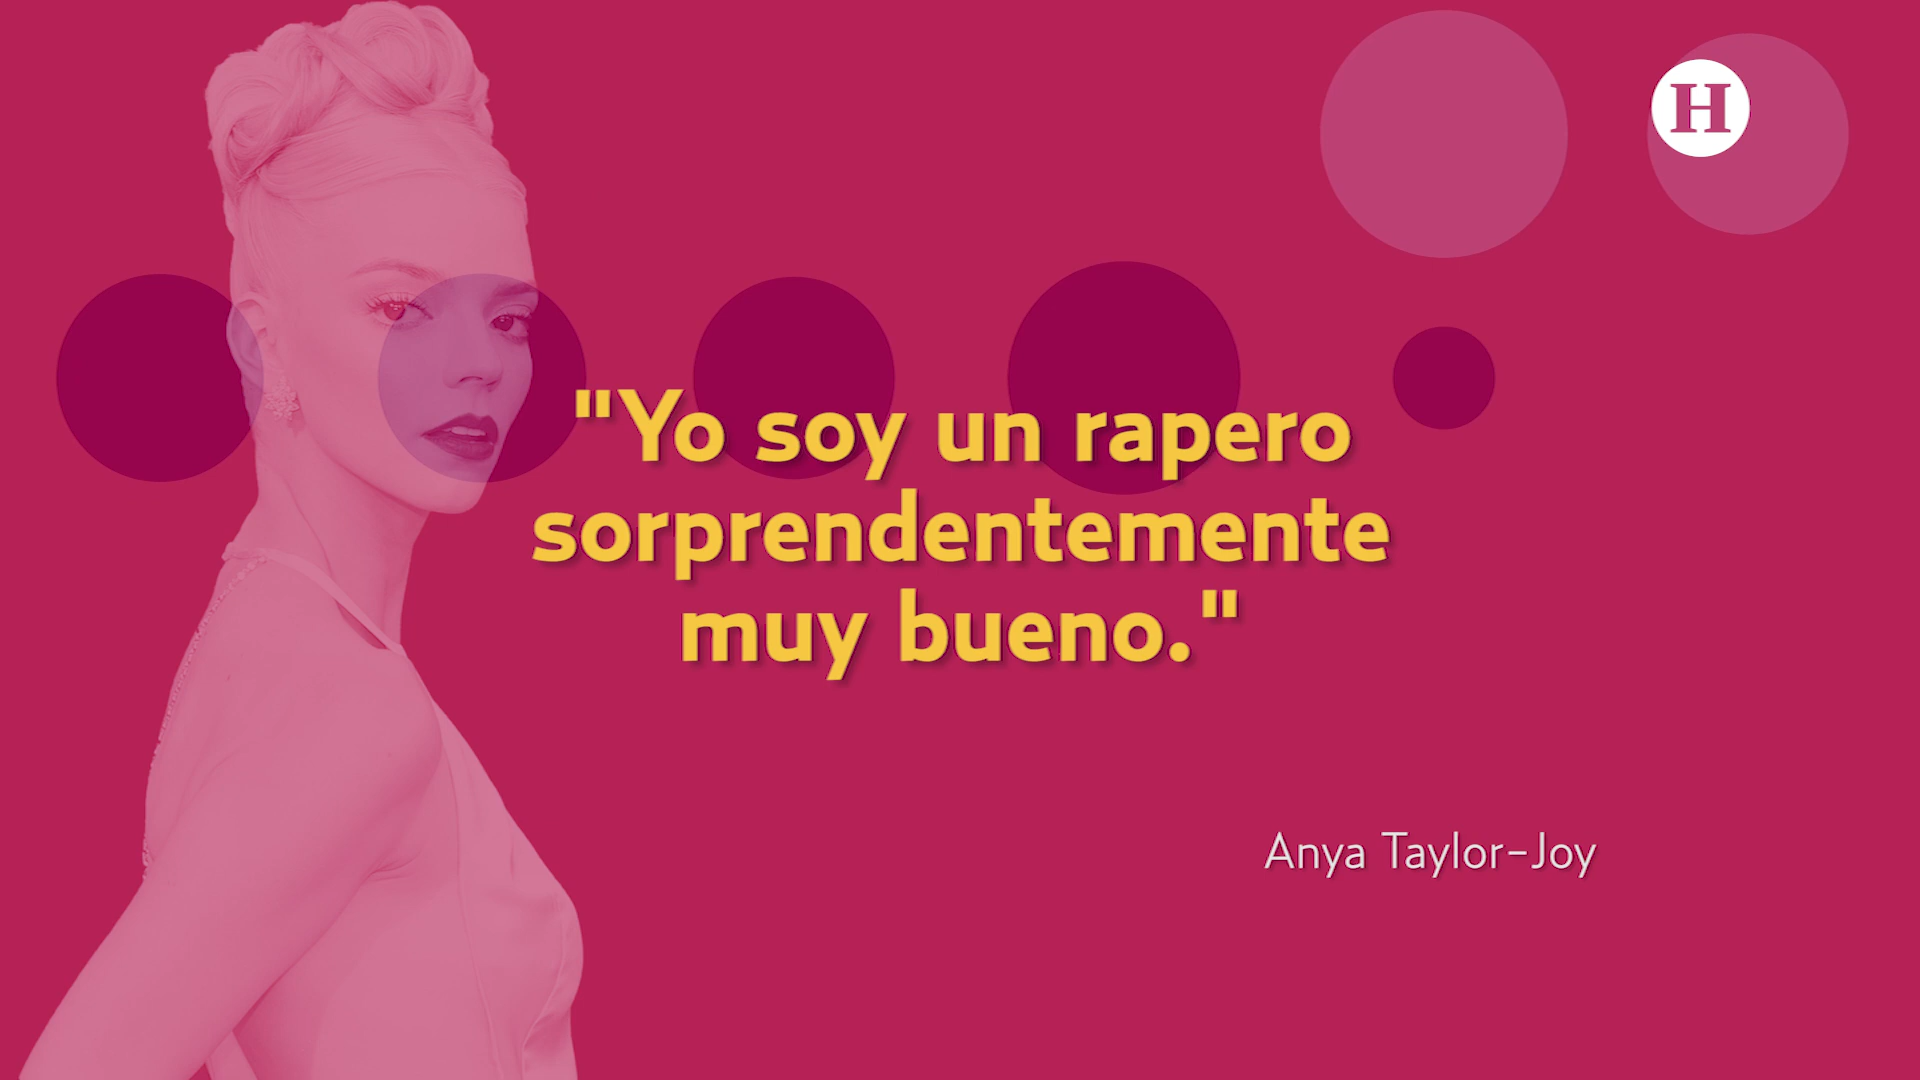 H
"Yo soy un rapero
sorprendentemente
muy bueno."
Anya Taylor-Joy